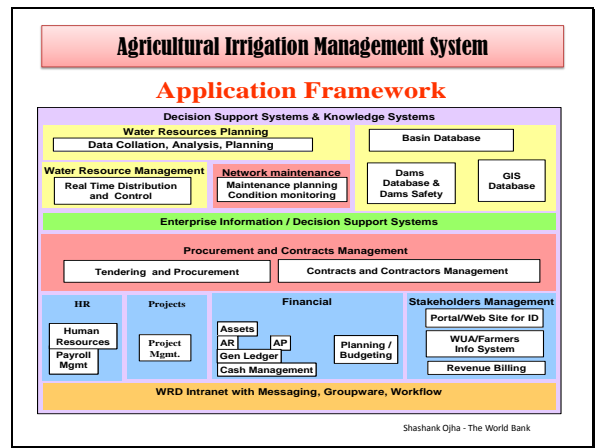 Agricultural Irrigation Management System
Application Framework
Decision Support Systems & Knowledge Systems
Water Resources Planning
Data Collation, Analysis, Planning
Basin Database
Water Resource Management
Real Time Distribution
and Control
Network maintenance
Maintenance planning
Condition monitoring
Dams
Database &
Dams Safety
GIS
Database
Enterprise Information / Decision Support Systems
Procurement and Contracts Management
Tendering and Procurement
Contracts and Contractors Management
HR
Human
Resources
Payroll
Mgmt
Projects
Project
Mgmt.
Financial
Assets
AR
AP
Gen Ledger
Cash Management
Planning /
Budgeting
Stakeholders Management
Portal/Web Site for ID
WUA/Farmers
Info System
Revenue Billing
WRD Intranet with Messaging, Groupware, Workflow
Shashank Ojha - The World Bank